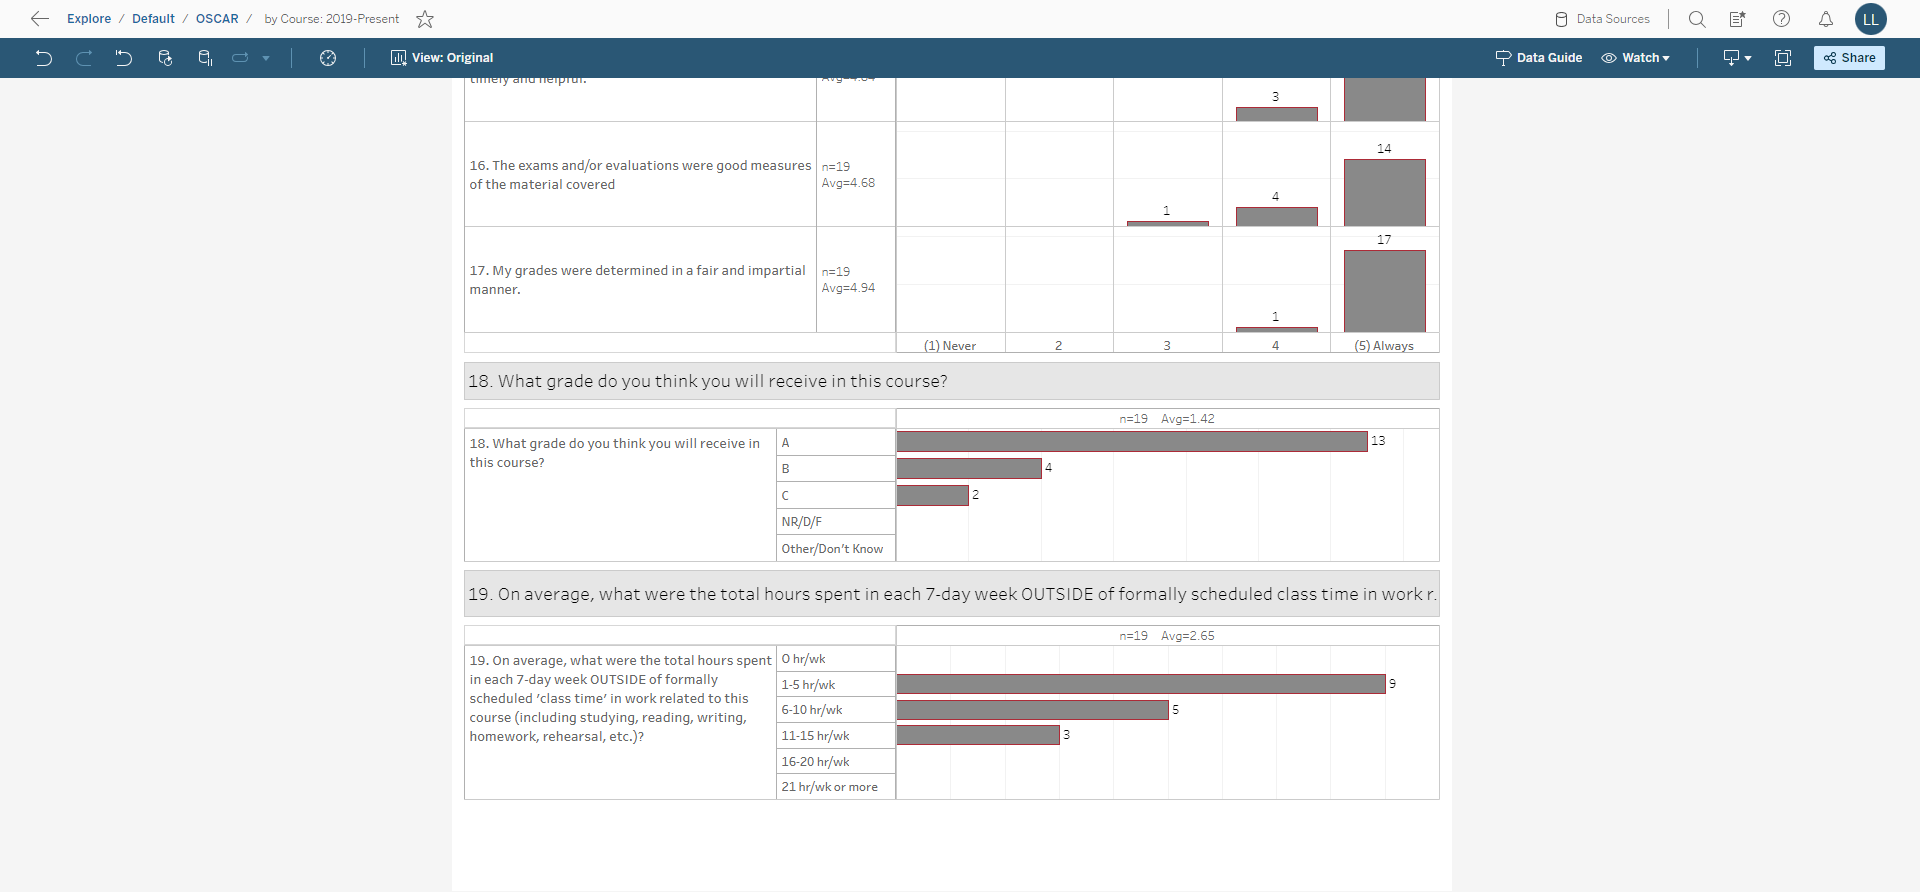 Explore / Default / OSCAR / by Course: 2019-Present
Data Sources
LL
View: Original
Data Guide
Watch
Share
timely and helpful.
3
16. The exams and/or evaluations were good measures
of the material covered
n=19
Avg=4.68
1
4
14
17. My grades were determined in a fair and impartial
manner.
n=19
Avg=4.94
1
17
(1) Never
2
3
4
(5) Always
18. What grade do you think you will receive in this course?
n=19 Avg=1.42
18. What grade do you think you will receive in
this course?
A
13
B
4
C
2
NR/D/F
Other/Don't Know
19. On average, what were the total hours spent in each 7-day week OUTSIDE of formally scheduled class time in work r.
n=19 Avg=2.65
19. On average, what were the total hours spent
in each 7-day week OUTSIDE of formally
scheduled 'class time' in work related to this
course (including studying, reading, writing,
homework, rehearsal, etc.)?
0 hr/wk
1-5 hr/wk
9
6-10 hr/wk
5
11-15 hr/wk
3
16-20 hr/wk
21 hr/wk or more